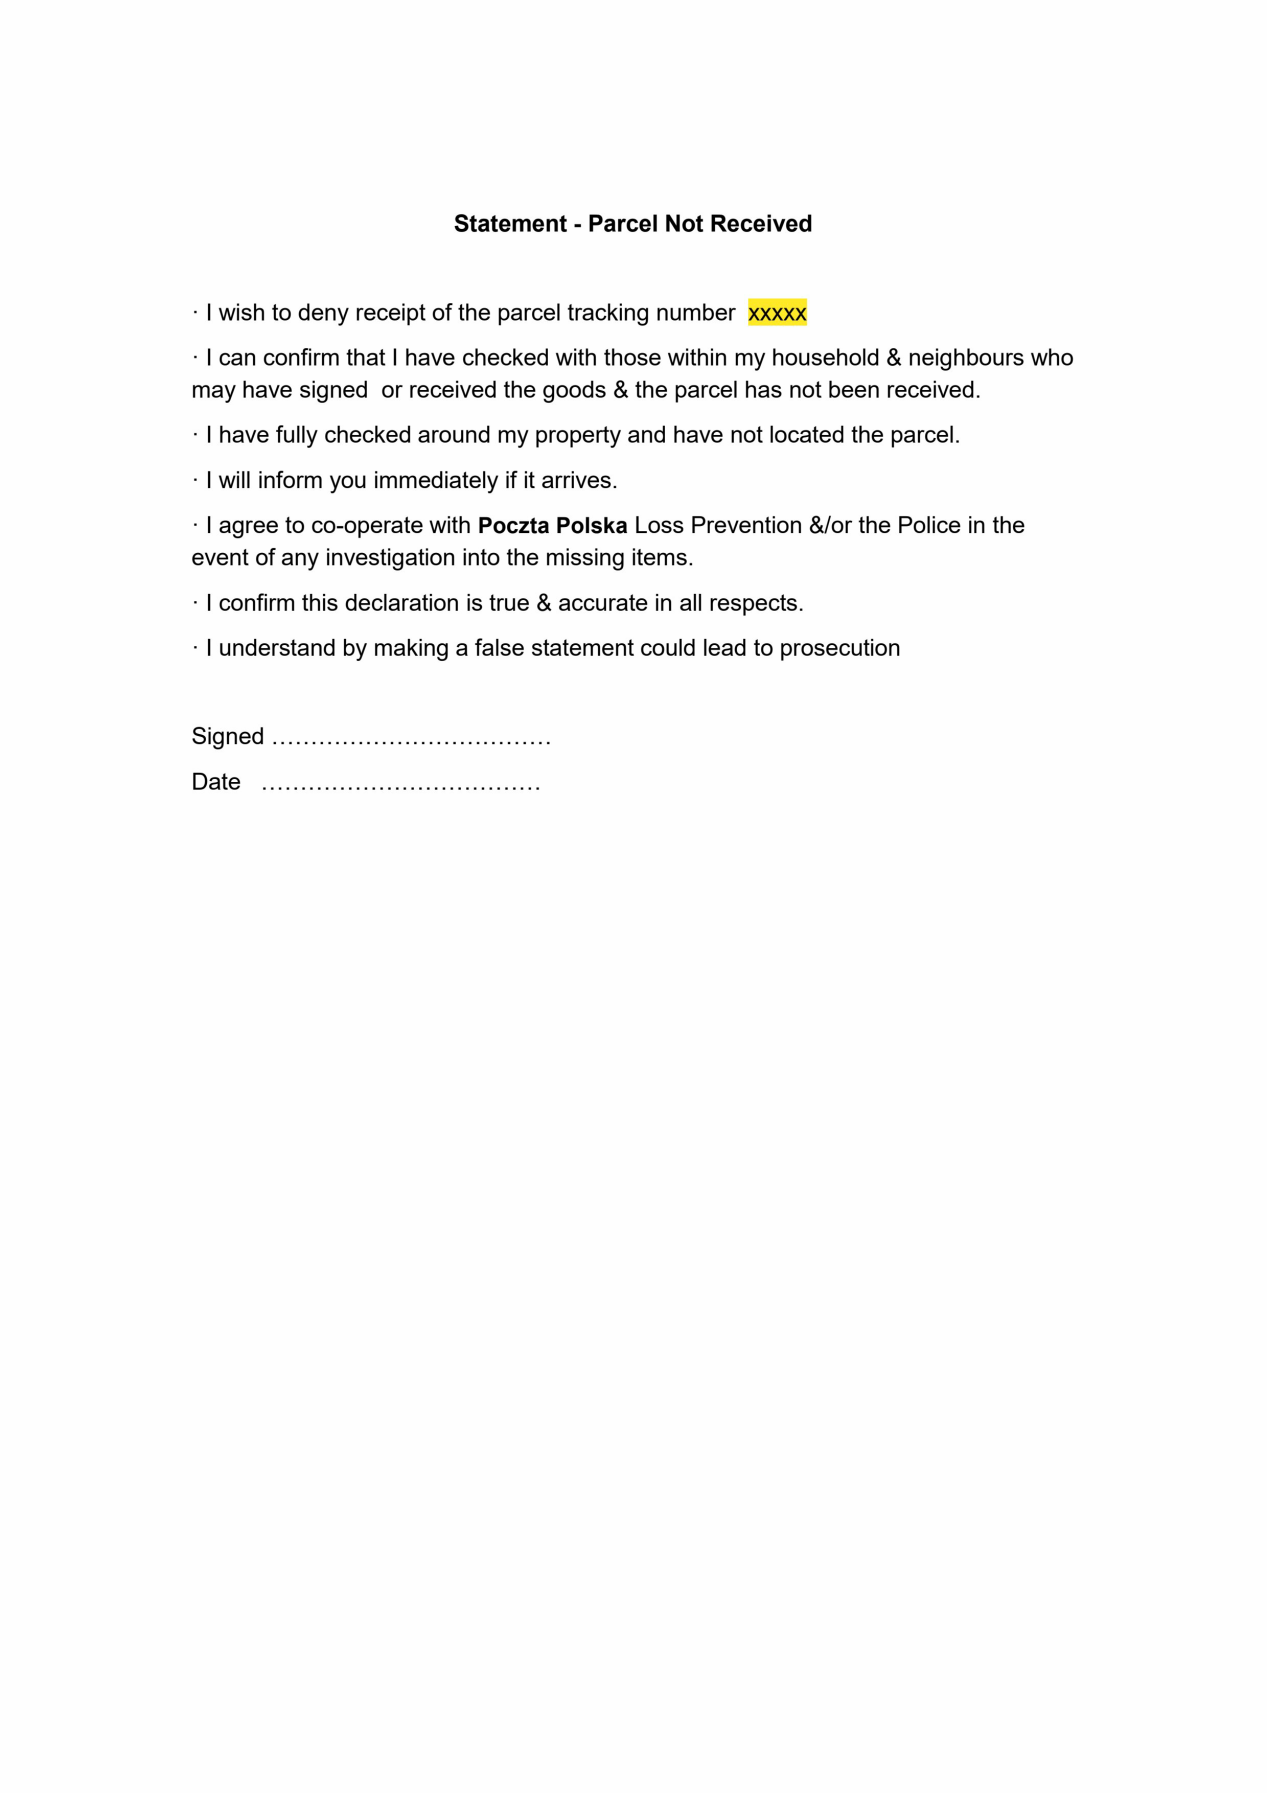 Statement - Parcel Not Received
· I wish to deny receipt of the parcel tracking number  xxxxx
· I can confirm that I have checked with those within my household & neighbours who
may have signed  or received the goods & the parcel has not been received.
· I have fully checked around my property and have not located the parcel.
· I will inform you immediately if it arrives.
· I agree to co-operate with Poczta Polska Loss Prevention &/or the Police in the
event of any investigation into the missing items.
· I confirm this declaration is true & accurate in all respects.
· I understand by making a false statement could lead to prosecution
Signed ………………………………
Date   ………………………………